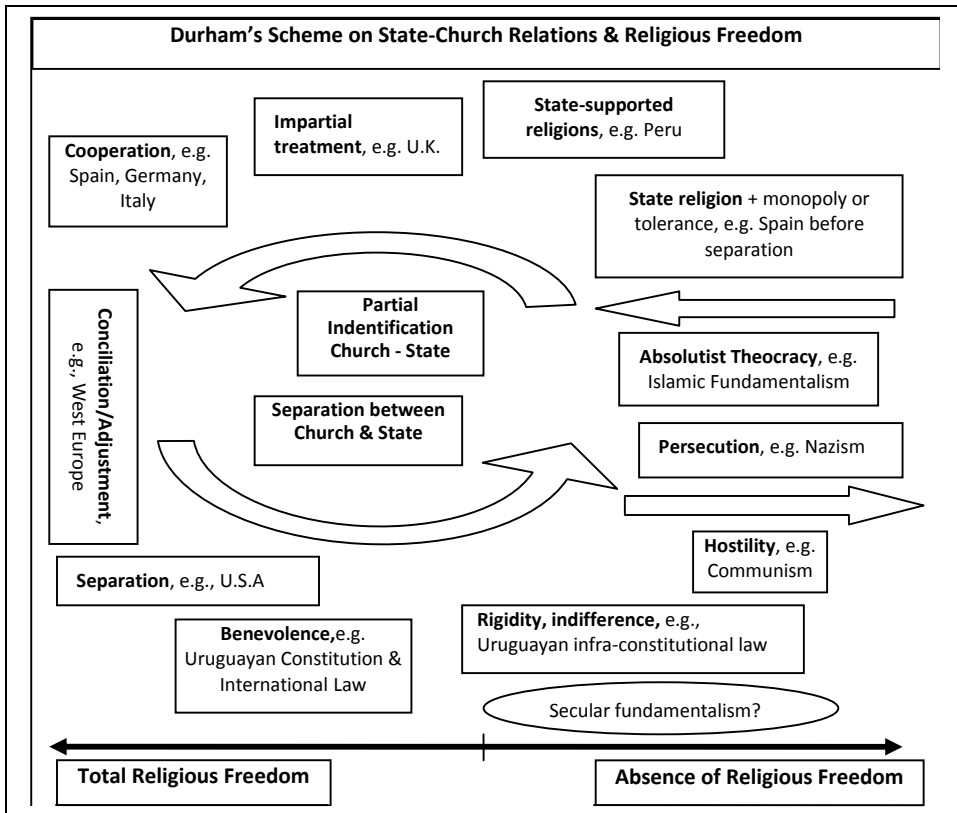 Durham’s Scheme on State-Church Relations & Religious Freedom
State-supported
religions, e.g. Peru
Impartial
treatment, e.g. U.K.
Cooperation, e.g.
Spain, Germany,
Italy
State religion + monopoly or
tolerance, e.g. Spain before
separation
Partial
Indentification
Church - State
Conciliation/Adjustment,
e.g., West Europe
Absolutist Theocracy, e.g.
Islamic Fundamentalism
Separation between
Church & State
Persecution, e.g. Nazism
Hostility, e.g.
Communism
Separation, e.g., U.S.A
Rigidity, indifference, e.g.,
Uruguayan infra-constitutional law
Benevolence,e.g.
Uruguayan Constitution &
International Law
Secular fundamentalism?
Total Religious Freedom
Absence of Religious Freedom